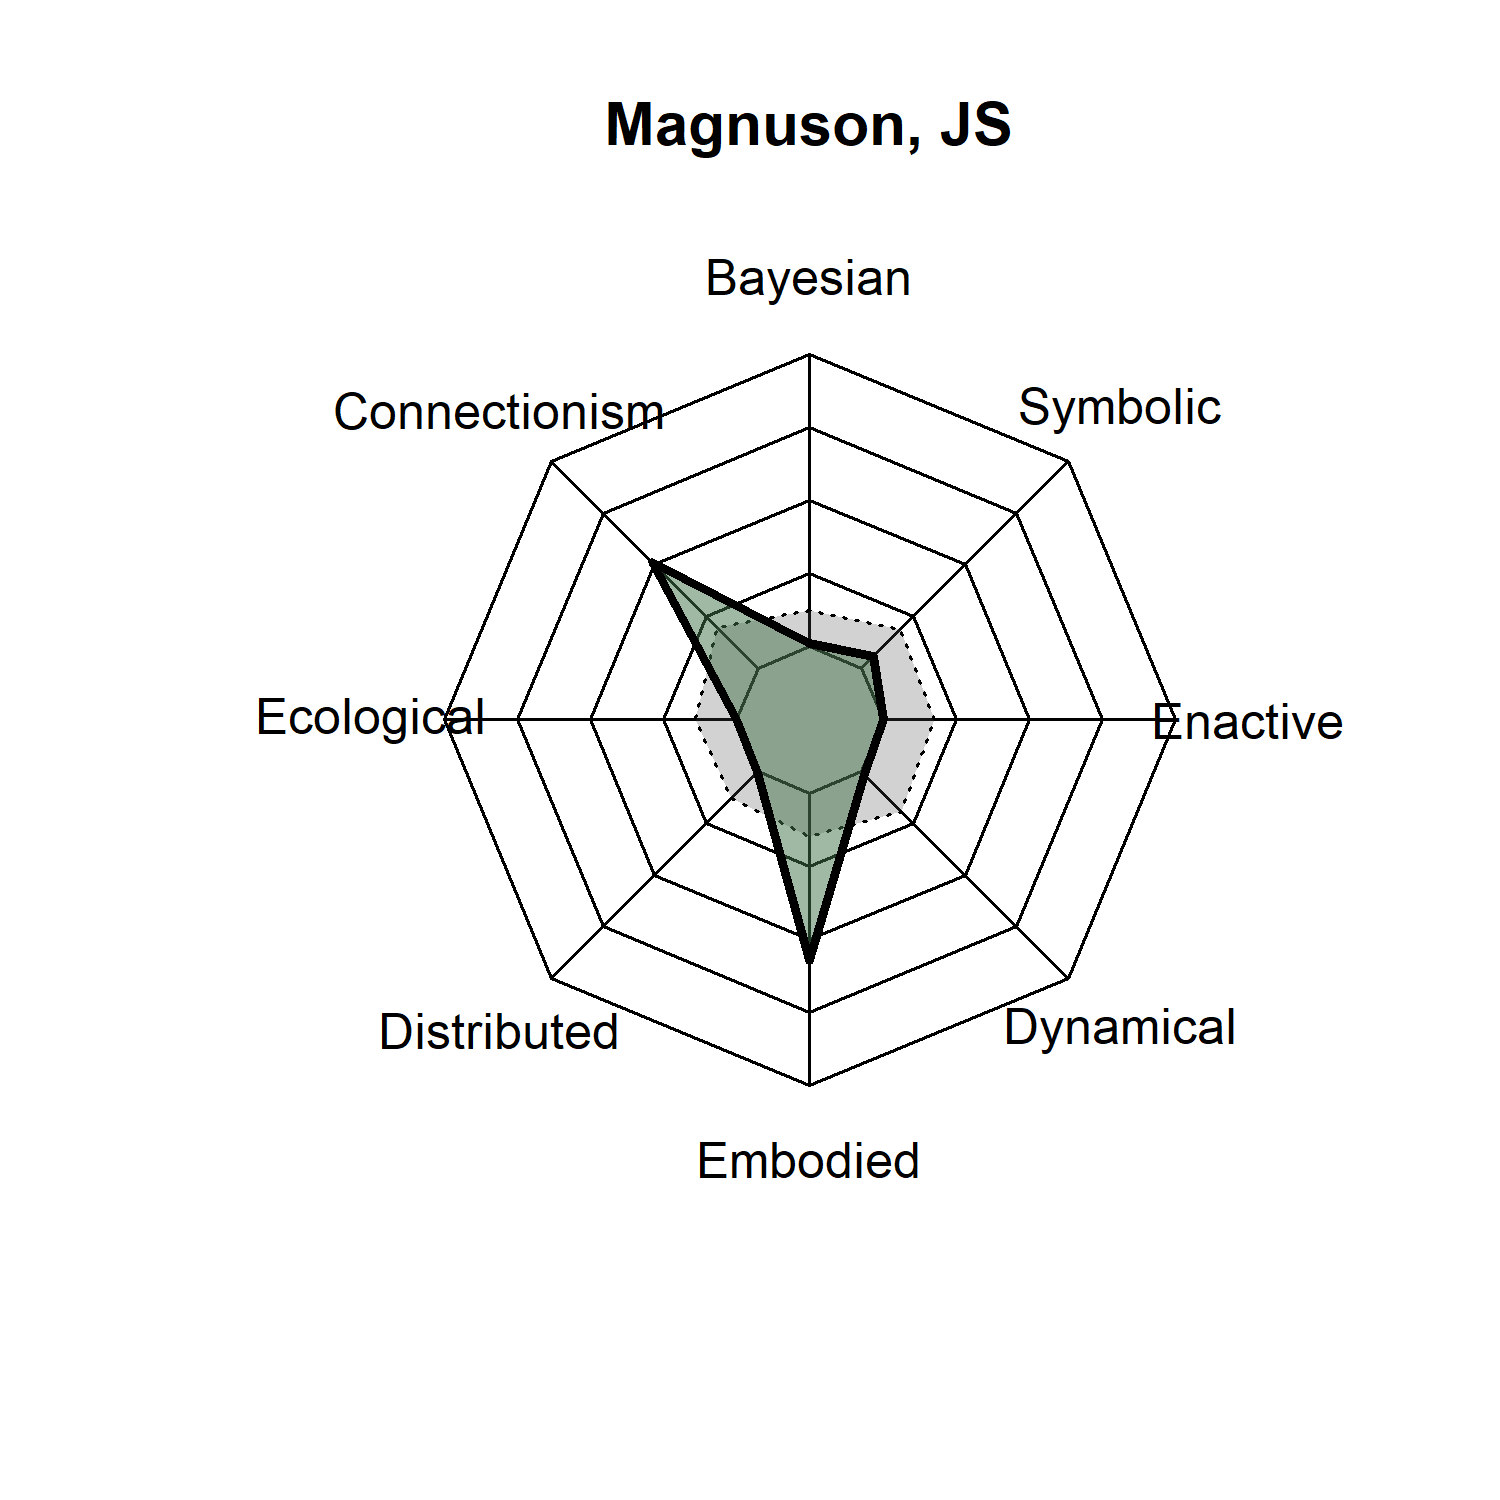 Magnuson, JS
Bayesian
Connectionism
Symbolic
Ecological
Enactive
Distributed
Dynamical
Embodied